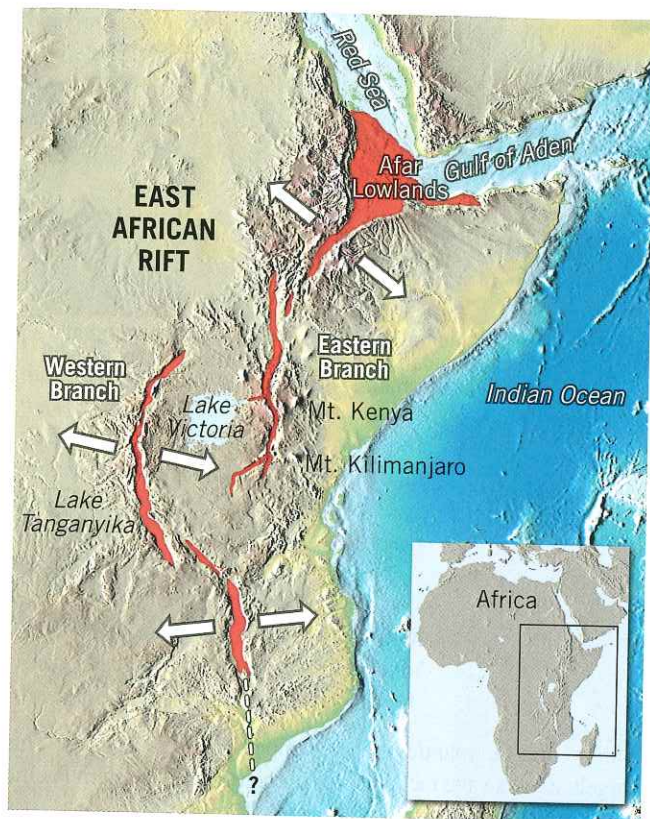 Red Sea
Gulf of Aden
Afar
Lowlands
EAST
AFRICAN
RIFT
Western
Branch
Eastern
Branch
Indian Ocean
Lake
Victoria
Mt. Kenya
Mt. Kilimanjaro
Lake
Tanganyika
Africa
?